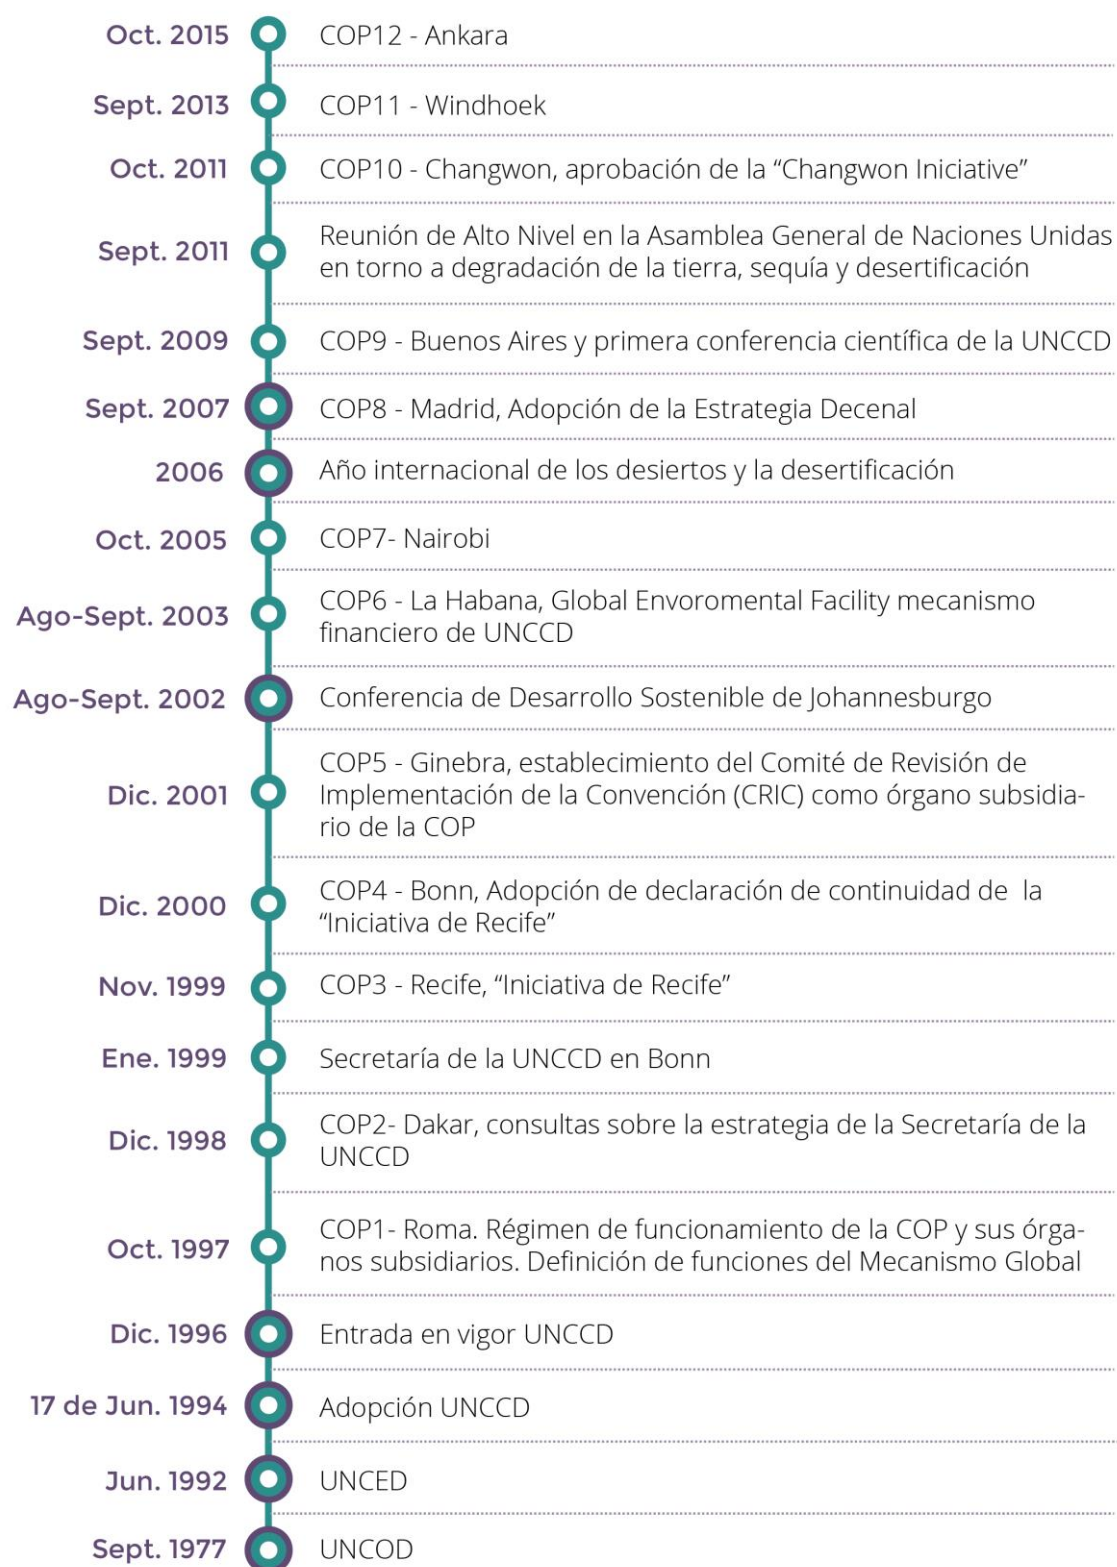 Oct. 2015 COP12 - Ankara
Sept. 2013 COP11 - Windhoek
Oct. 2011 COP10 - Changwon, aprobación de la “Changwon Iniciative”
Sept. 2011 Reunión de Alto Nivel en la Asamblea General de Naciones Unidas
en torno a degradación de la tierra, sequía y desertificación
Sept. 2009 COP9 - Buenos Aires y primera conferencia científica de la UNCCD
Sept. 2007 COP8 - Madrid, Adopción de la Estrategia Decenal
2006 Año internacional de los desiertos y la desertificación
Oct. 2005 COP7- Nairobi
Ago-Sept. 2003 COP6 - La Habana, Global Envoromental Facility mecanismo
financiero de UNCCD
Ago-Sept. 2002 Conferencia de Desarrollo Sostenible de Johannesburgo
Dic. 2001 COP5 - Ginebra, establecimiento del Comité de Revisión de
Implementación de la Convención (CRIC) como órgano subsidia-
rio de la COP
Dic. 2000 COP4 - Bonn, Adopción de declaración de continuidad de la
“Iniciativa de Recife”
Nov. 1999 COP3 - Recife, “Iniciativa de Recife”
Ene. 1999 Secretaría de la UNCCD en Bonn
Dic. 1998 COP2- Dakar, consultas sobre la estrategia de la Secretaría de la
UNCCD
Oct. 1997 COP1- Roma. Régimen de funcionamiento de la COP y sus órga-
nos subsidiarios. Definición de funciones del Mecanismo Global
Dic. 1996 Entrada en vigor UNCCD
17 de Jun. 1994 Adopción UNCCD
Jun. 1992 UNCED
Sept. 1977 UNCOD